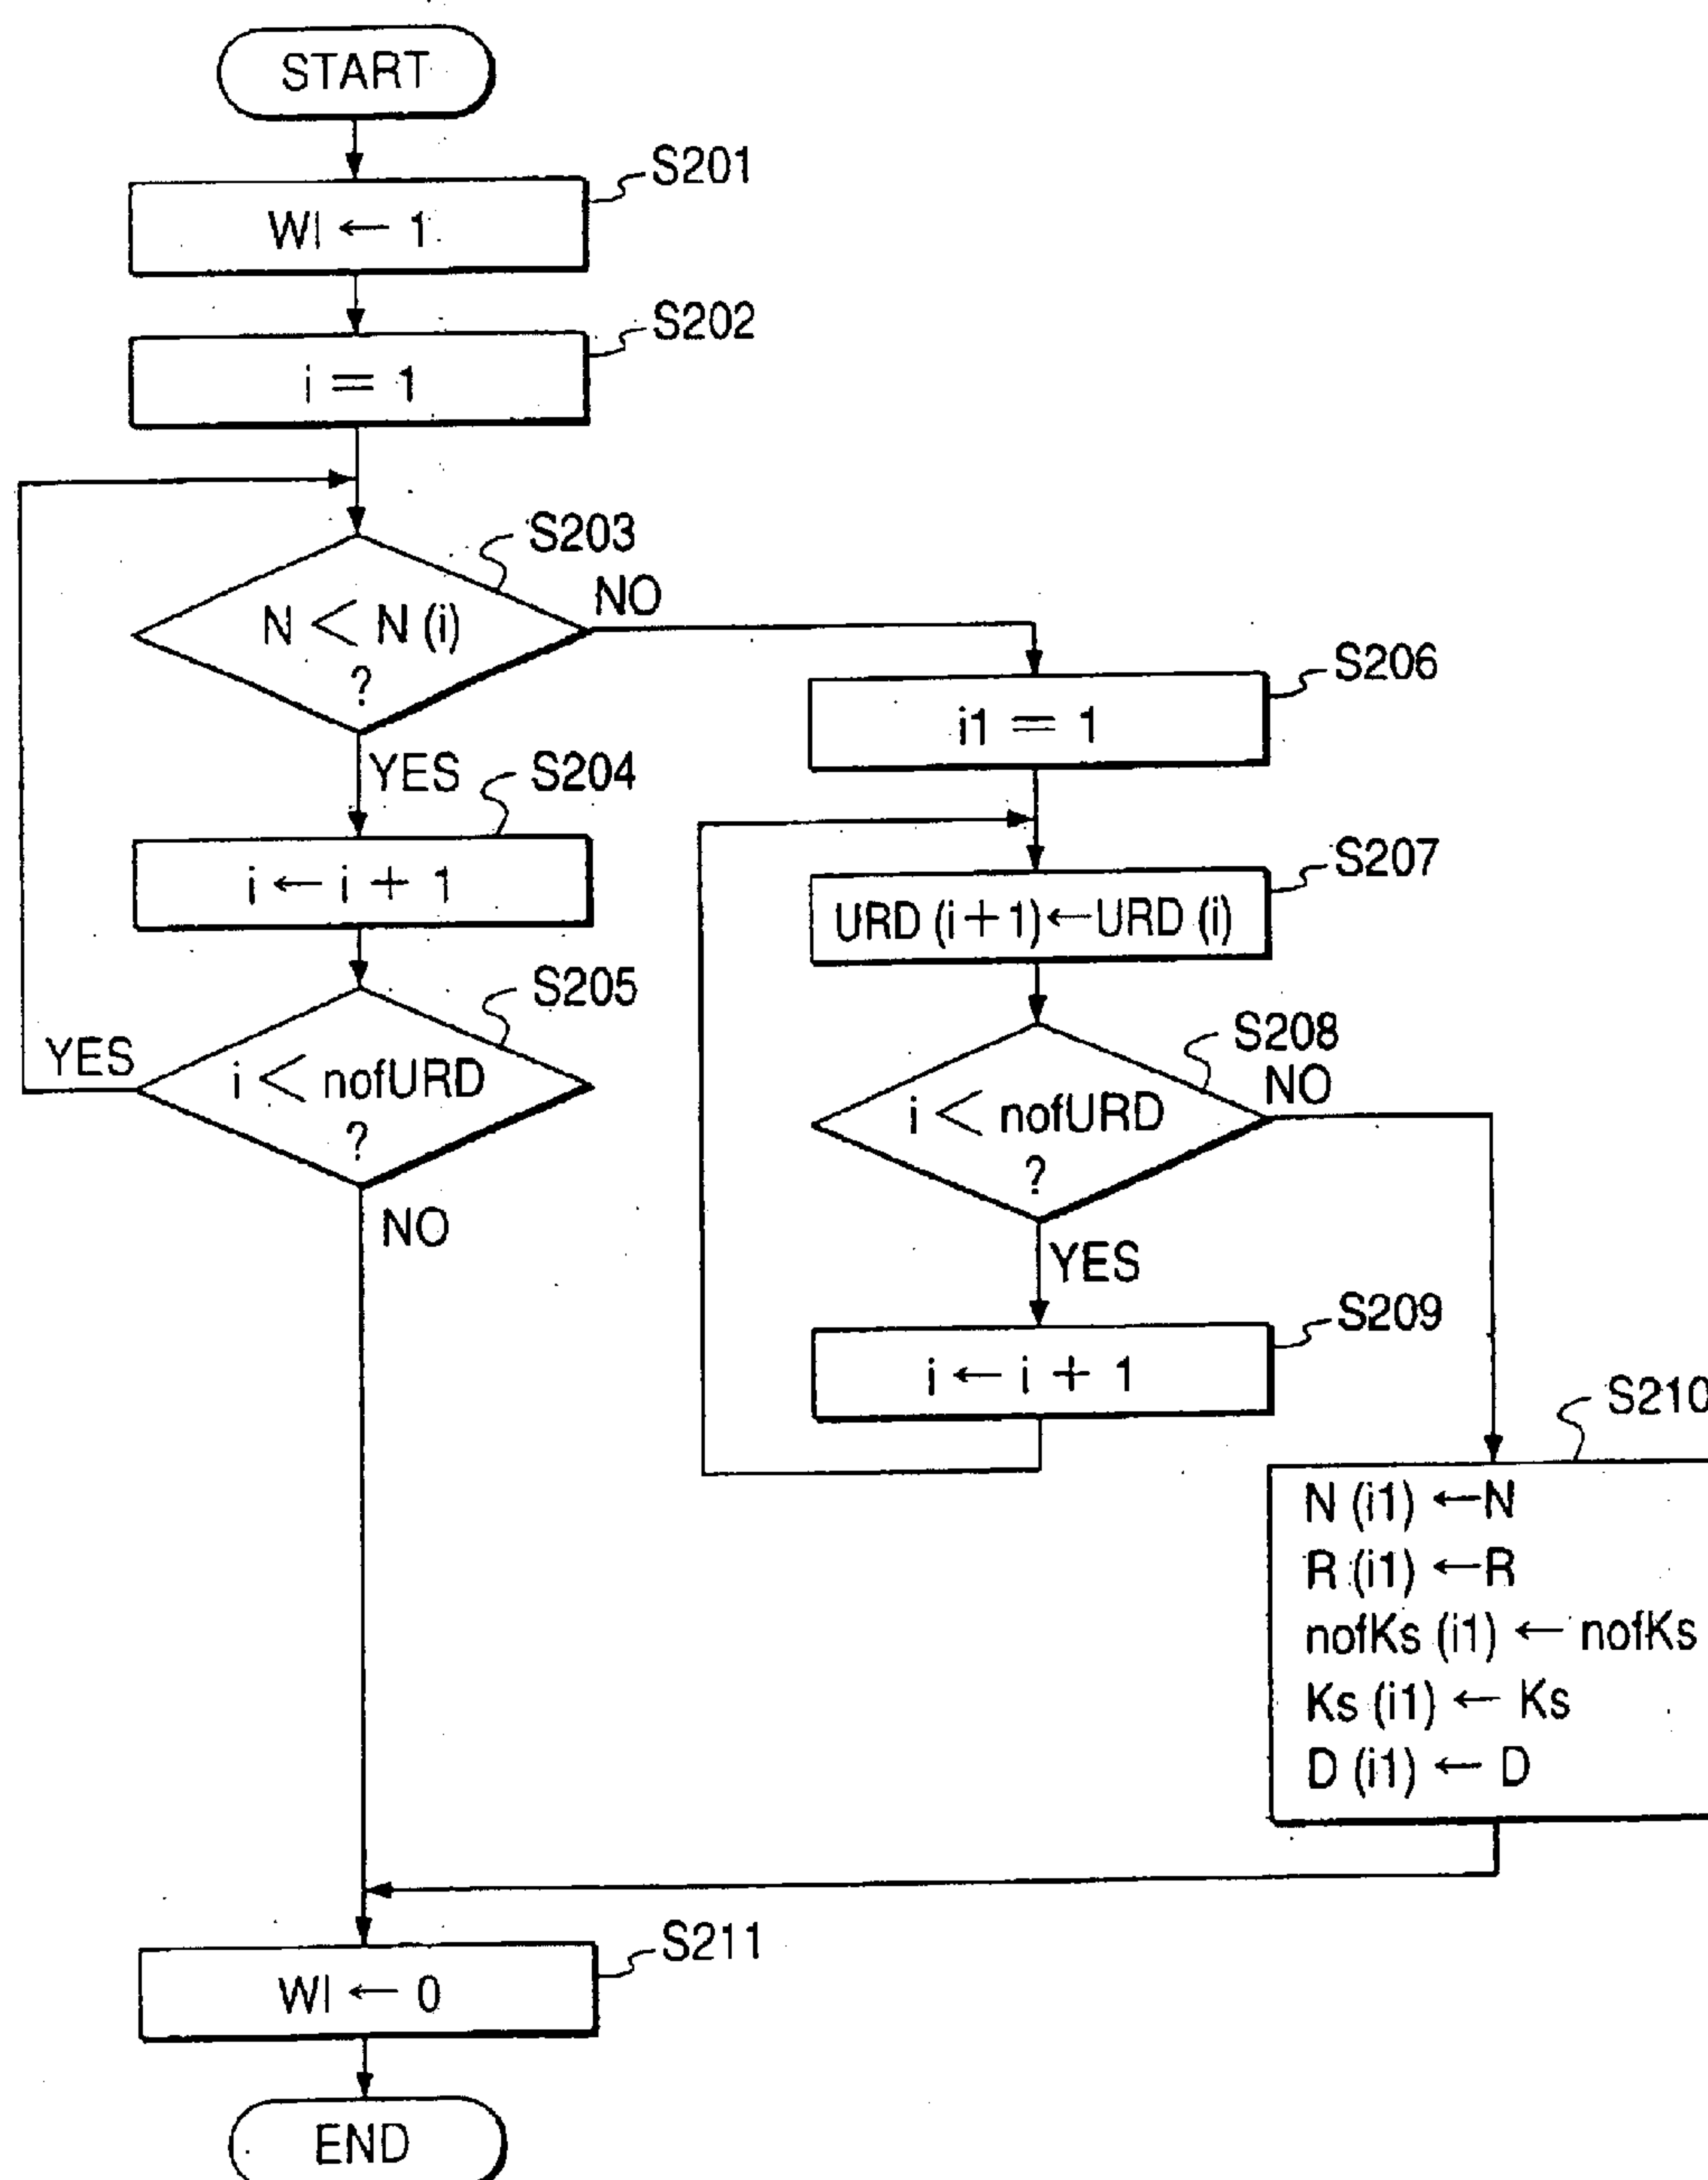 START
S201
WI ← 1
S202
i = 1
S203
N < N (i)
?
NO
YES
S204
i ← i + 1
S205
i < nofURD
?
YES
NO
S206
i1 = 1
S207
URD (i + 1) ← URD (i)
S208
i < nofURD
?
NO
YES
S209
i ← i + 1
S210
N (i1) ← N
R (i1) ← R
nofKs (i1) ← nofKs
Ks (i1) ← Ks
D (i1) ← D
S211
WI ← 0
END